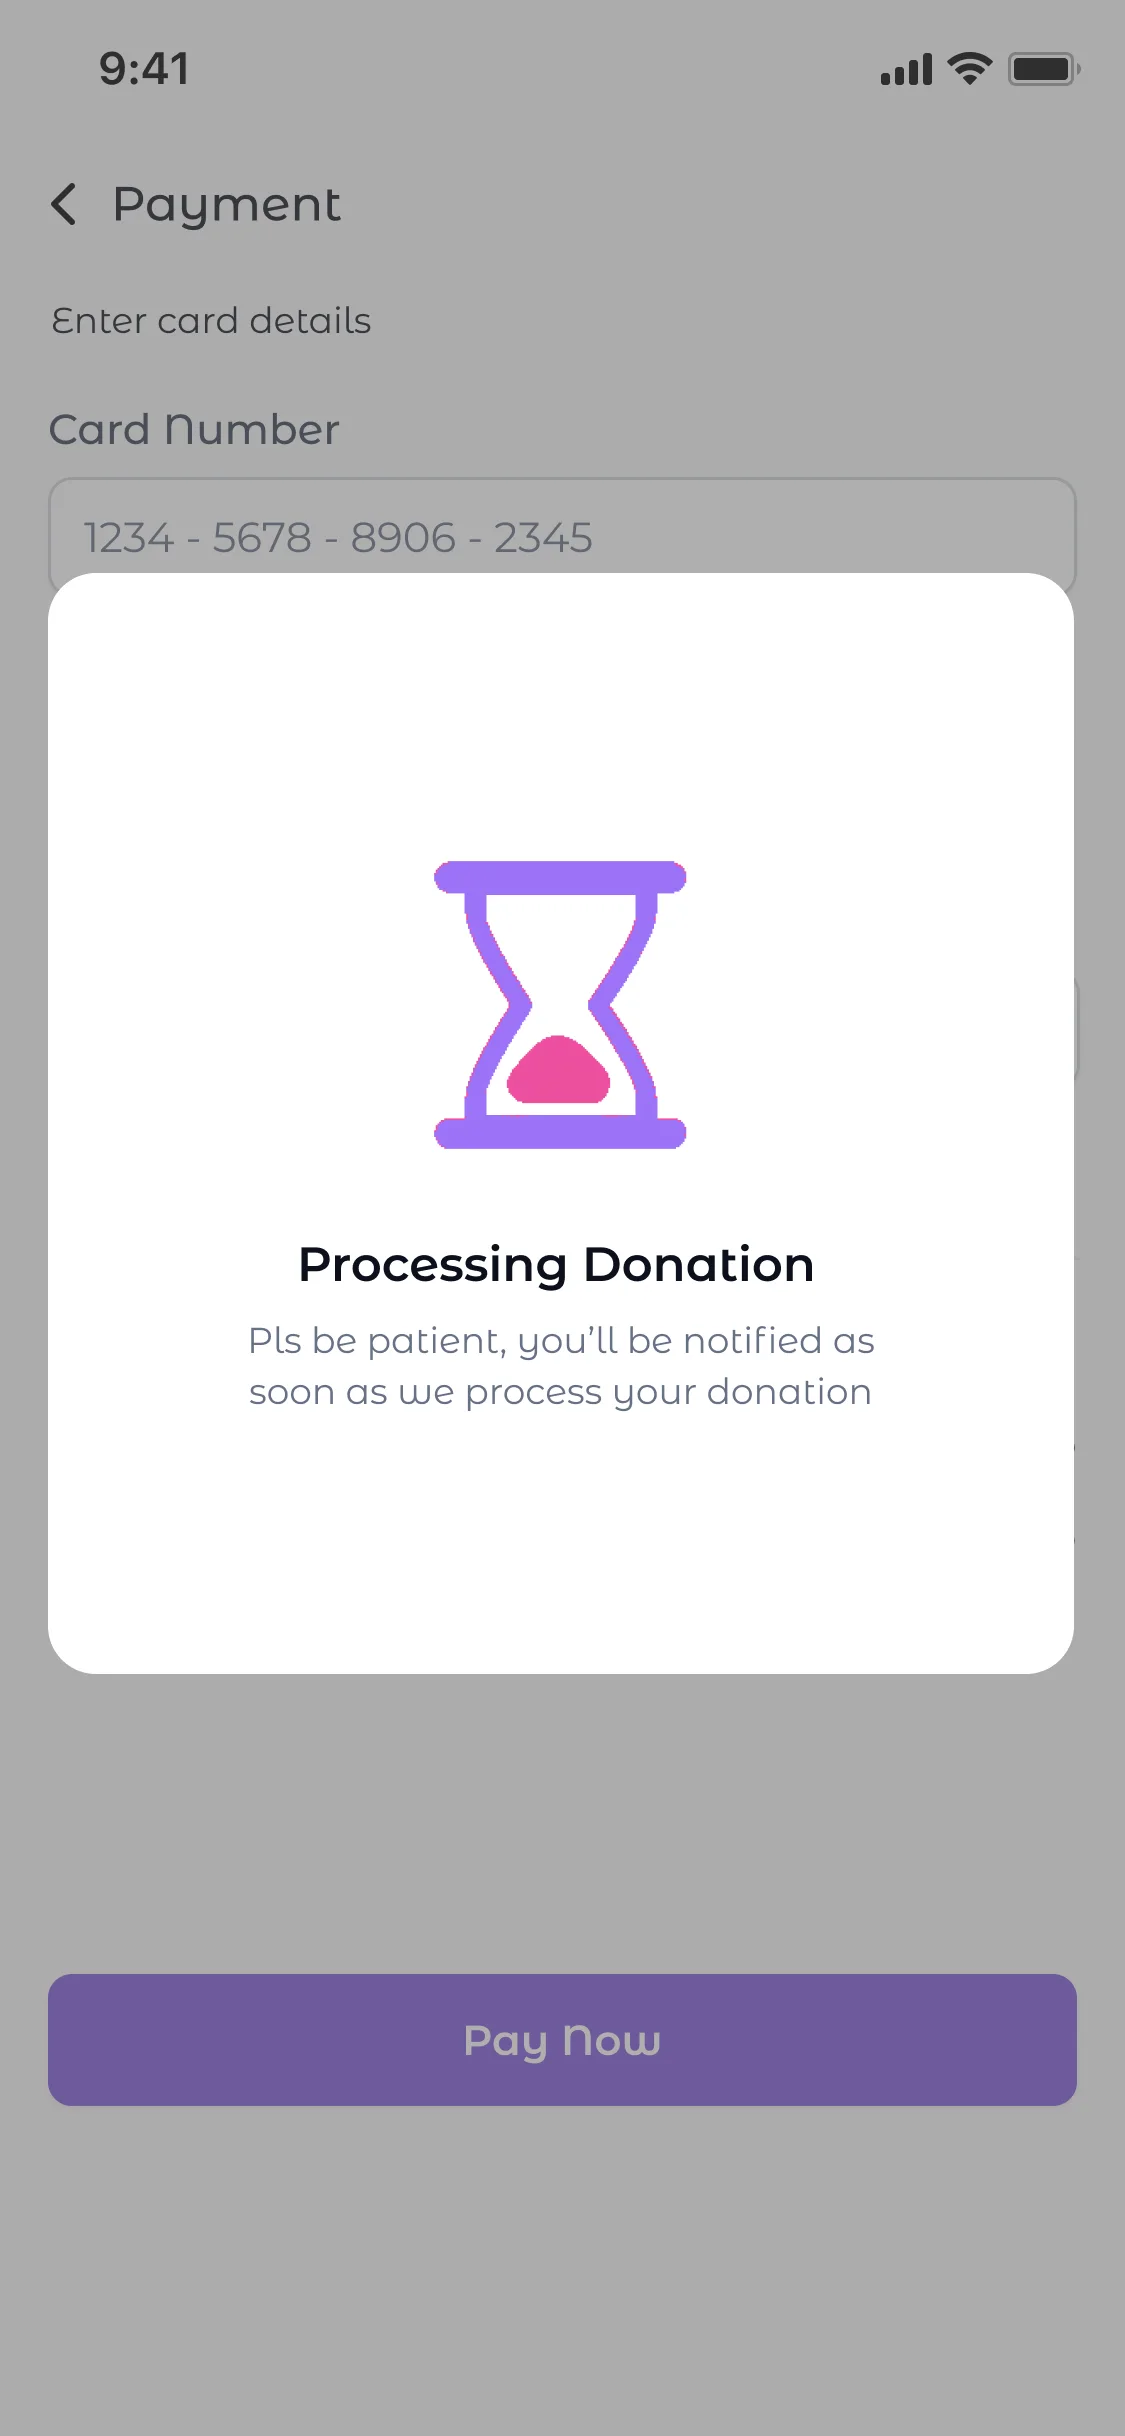 9:41
Payment
Enter card details
Card Number
1234 - 5678 - 8906 - 2345
Processing Donation
Pls be patient, you’ll be notified as
soon as we process your donation
Pay Now